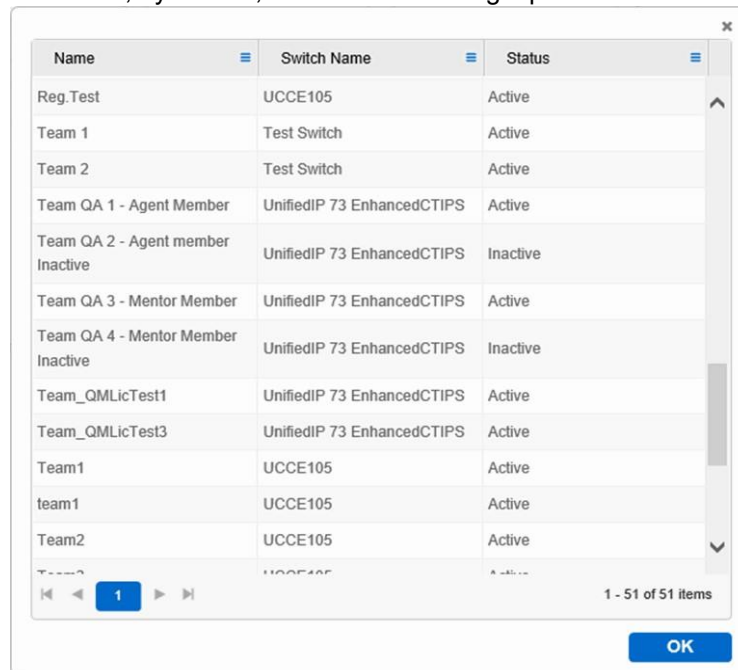 Name Switch Name Status
Reg.Test UCCE105 Active
Team 1 Test Switch Active
Team 2 Test Switch Active
Team QA 1 - Agent Member UnifiedIP 73 EnhancedCTIPS Active
Team QA 2 - Agent member
Inactive UnifiedIP 73 EnhancedCTIPS Inactive
Team QA 3 - Mentor Member UnifiedIP 73 EnhancedCTIPS Active
Team QA 4 - Mentor Member
Inactive UnifiedIP 73 EnhancedCTIPS Inactive
Team_QMLicTest1 UnifiedIP 73 EnhancedCTIPS Active
Team_QMLicTest3 UnifiedIP 73 EnhancedCTIPS Active
Team1 UCCE105 Active
team1 UCCE105 Active
Team2 UCCE105 Active
1
1 - 51 of 51 items
OK